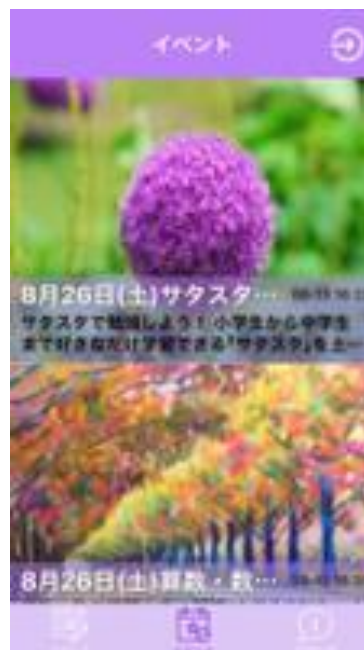 イベント
8月26日(土)サタスタ…
サタスタで勉強しよう！小学生から中学生
まで好きなだけ学習できる「サタスタ」を土…
8月26日(土)算数・数…